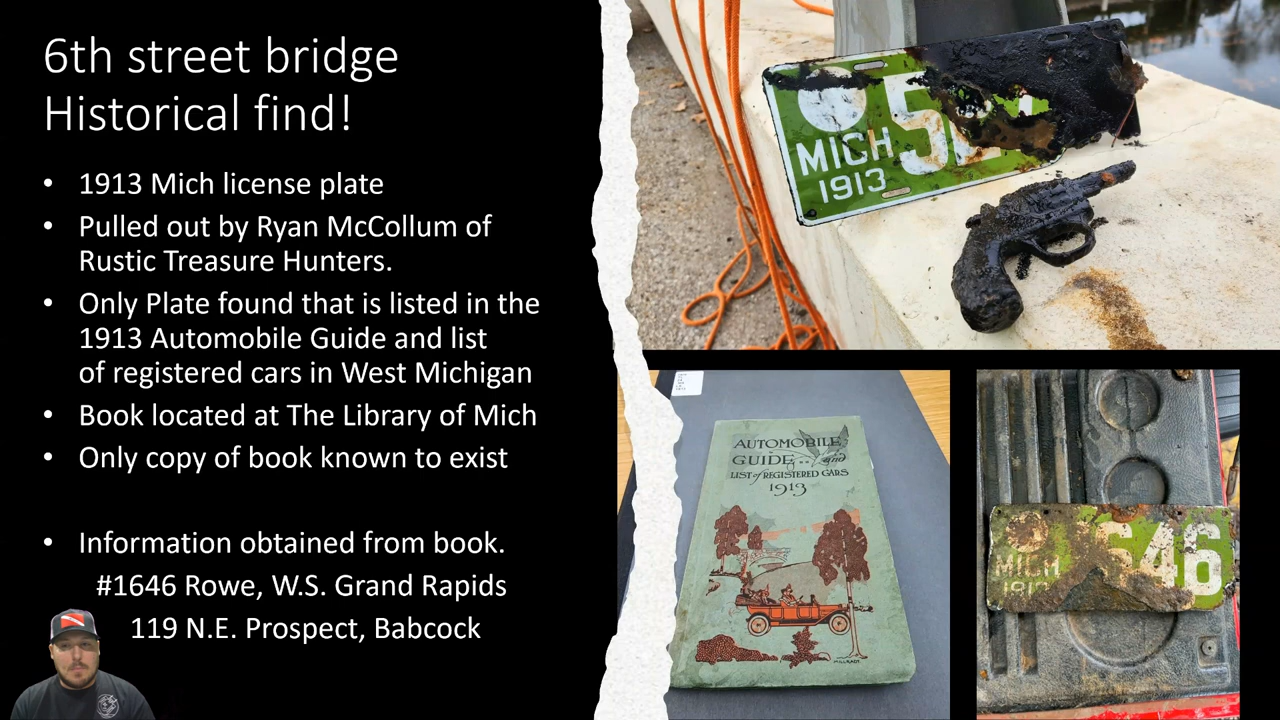 6th street bridge
Historical find!
• 1913 Mich license plate
• Pulled out by Ryan McCollum of
Rustic Treasure Hunters.
• Only Plate found that is listed in the
1913 Automobile Guide and list
of registered cars in West Michigan
• Book located at The Library of Mich
• Only copy of book known to exist
• Information obtained from book.
#1646 Rowe, W.S. Grand Rapids
119 N.E. Prospect, Babcock
MICH
1913
AUTOMOBILE
GUIDE.. and
LIST of REGISTERED CARS
1913
MICH
646